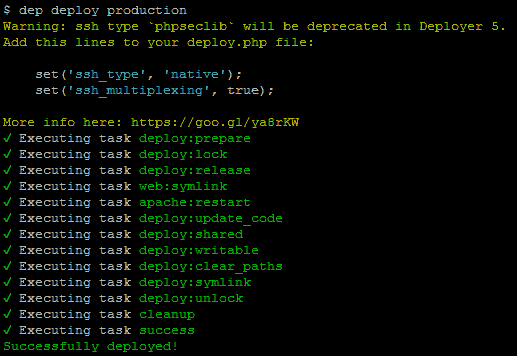 $ dep deploy production
Warning: ssh type `phpseclib` will be deprecated in Deployer 5.
Add this lines to your deploy.php file:
    set('ssh_type', 'native');
    set('ssh_multiplexing', true);
More info here: https://goo.gl/ya8rKW
✓ Executing task deploy:prepare
✓ Executing task deploy:lock
✓ Executing task deploy:release
✓ Executing task web:symlink
✓ Executing task apache:restart
✓ Executing task deploy:update_code
✓ Executing task deploy:shared
✓ Executing task deploy:writable
✓ Executing task deploy:clear_paths
✓ Executing task deploy:symlink
✓ Executing task deploy:unlock
✓ Executing task cleanup
✓ Executing task success
Successfully deployed!